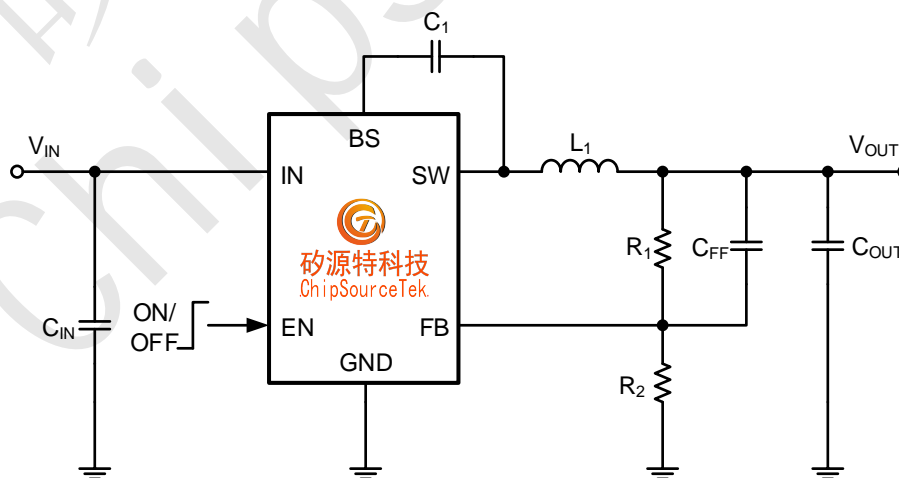 C1
BS
VIN
IN
SW
L1
VOUT
矽源特科技
ChipSourceTek
R1
CFF
COUT
CIN
ON/
OFF
EN
FB
GND
R2
Chips